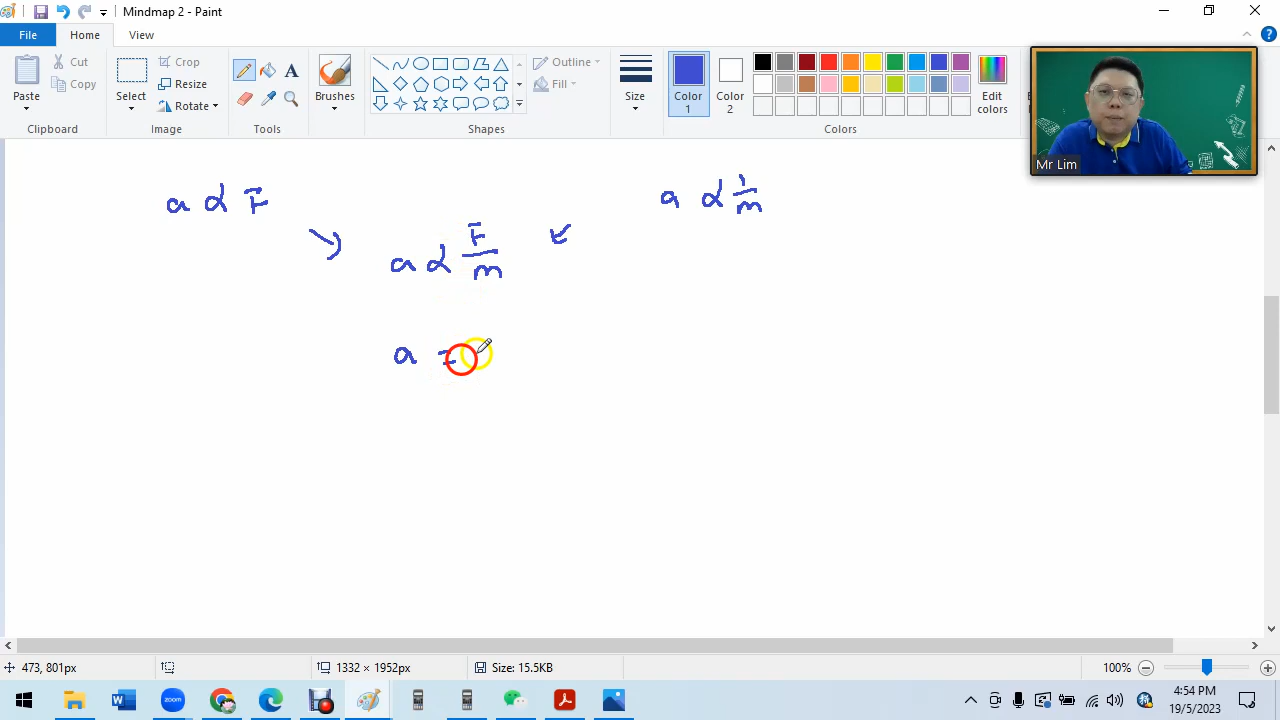 Mindmap 2 - Paint
File Home View
Paste Cut Copy Clipboard
Select Crop Resize Rotate Image
A Tools
Brushes
Outline Fill Shapes
Size
Color 1 Color 2 Edit colors Colors
Mr Lim
a ∝ F
a ∝ 1/m
a ∝ F/m
a =
473, 801px 1332 × 1952px Size: 15.5KB 100%
zoom
4:54 PM
19/5/2023